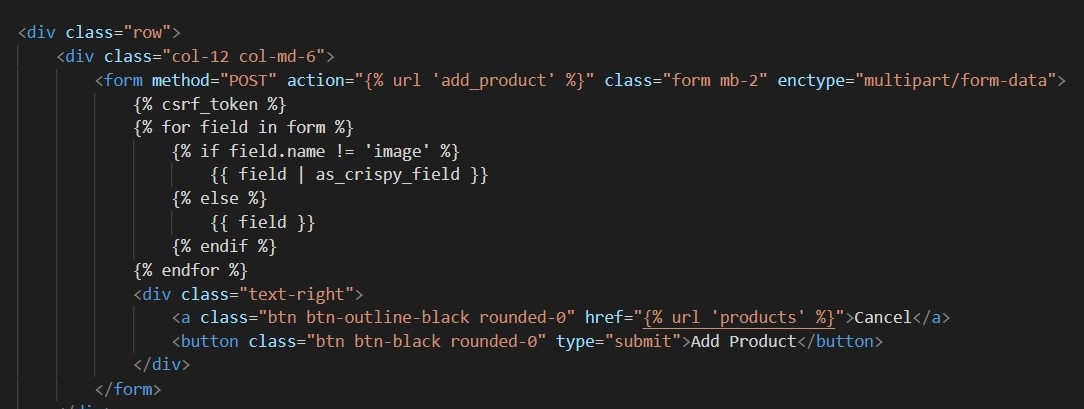 <div class="row">
<div class="col-12 col-md-6">
<form method="POST" action="{% url 'add_product' %}" class="form mb-2" enctype="multipart/form-data">
{% csrf_token %}
{% for field in form %}
{% if field.name != 'image' %}
{{ field | as_crispy_field }}
{% else %}
{{ field }}
{% endif %}
{% endfor %}
<div class="text-right">
<a class="btn btn-outline-black rounded-0" href="{% url 'products' %}">Cancel</a>
<button class="btn btn-black rounded-0" type="submit">Add Product</button>
</div>
</form>